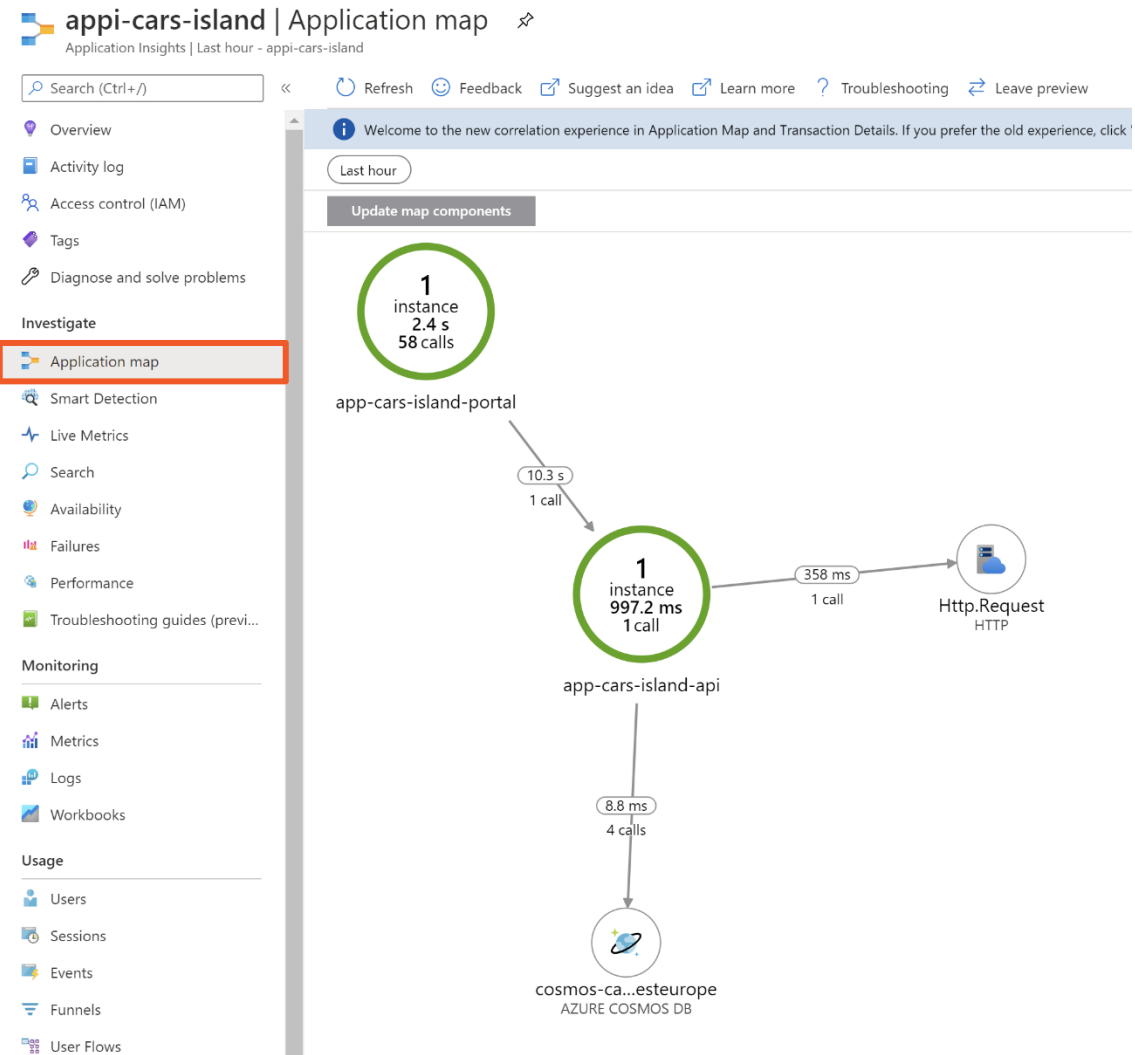 appi-cars-island | Application map
Application Insights | Last hour - appi-cars-island
Search (Ctrl+/)
«
Overview
Activity log
Access control (IAM)
Tags
Diagnose and solve problems
Investigate
Application map
Smart Detection
Live Metrics
Search
Availability
Failures
Performance
Troubleshooting guides (previ...
Monitoring
Alerts
Metrics
Logs
Workbooks
Usage
Users
Sessions
Events
Funnels
User Flows
Refresh
Feedback
Suggest an idea
Learn more
Troubleshooting
Leave preview
Welcome to the new correlation experience in Application Map and Transaction Details. If you prefer the old experience, click '
Last hour
Update map components
1
instance
2.4 s
58 calls
app-cars-island-portal
10.3 s
1 call
1
instance
997.2 ms
1 call
app-cars-island-api
358 ms
1 call
Http.Request
HTTP
8.8 ms
4 calls
cosmos-ca...esteurope
AZURE COSMOS DB